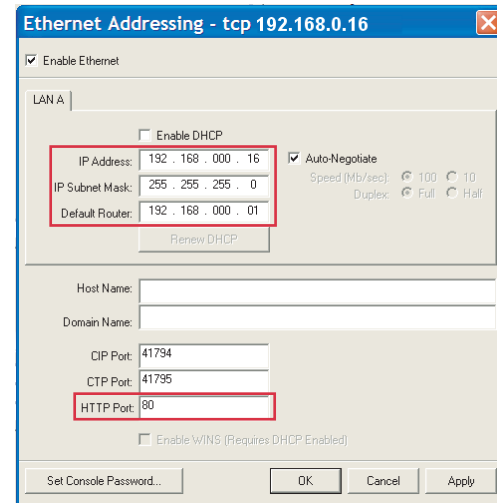 Ethernet Addressing - tcp 192.168.0.16
Enable Ethernet
LAN A
Enable DHCP
IP Address: 192 . 168 . 000 . 16
Auto-Negotiate
Speed (Mb/sec): 100 10
IP Subnet Mask: 255 . 255 . 255 . 0
Duplex: Full Half
Default Router: 192 . 168 . 000 . 01
Renew DHCP
Host Name:
Domain Name:
CIP Port: 41794
CTP Port: 41795
HTTP Port: 80
Enable WINS (Requires DHCP Enabled)
Set Console Password... OK Cancel Apply